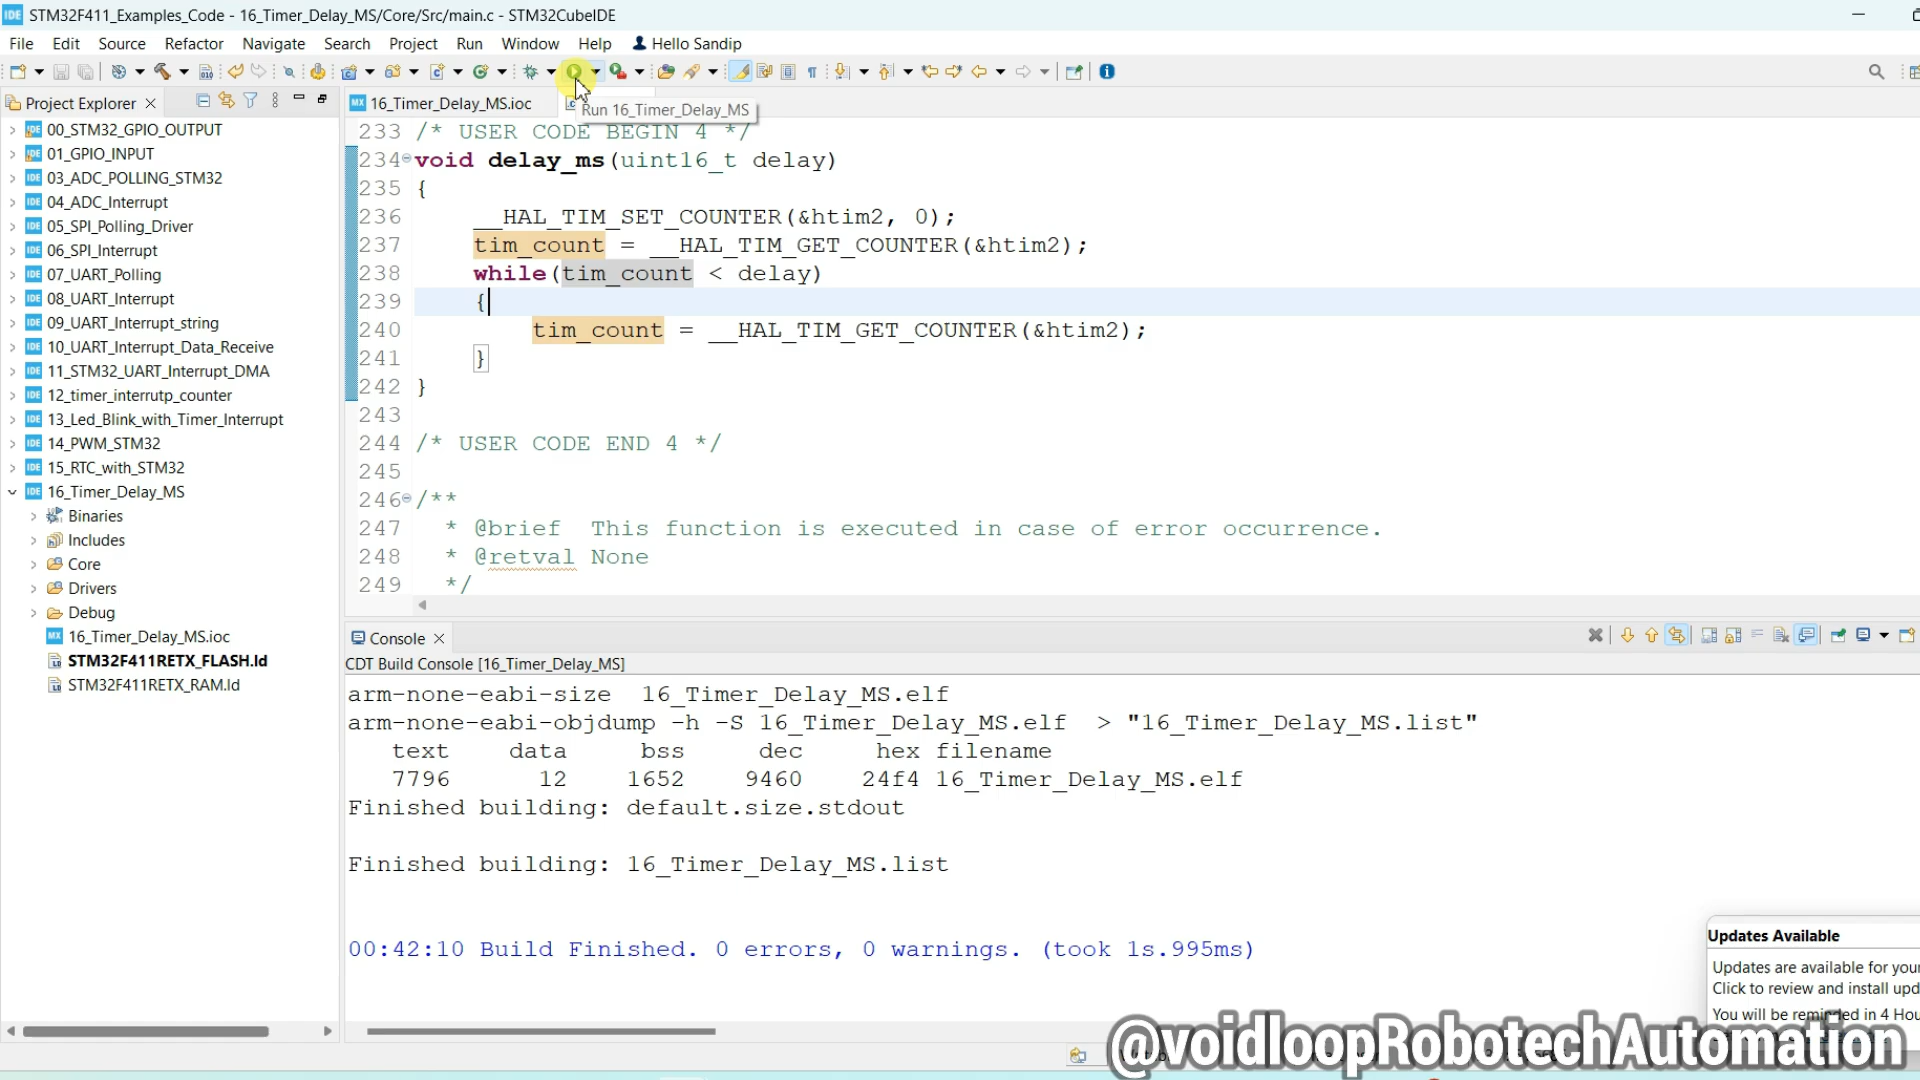 STM32F411_Examples_Code - 16_Timer_Delay_MS/Core/Src/main.c - STM32CubeIDE
File Edit Source Refactor Navigate Search Project Run Window Help Hello Sandip
Project Explorer
16_Timer_Delay_MS.ioc
Run 16_Timer_Delay_MS
00_STM32_GPIO_OUTPUT
01_GPIO_INPUT
03_ADC_POLLING_STM32
04_ADC_Interrupt
05_SPI_Polling_Driver
06_SPI_Interrupt
07_UART_Polling
08_UART_Interrupt
09_UART_Interrupt_string
10_UART_Interrupt_Data_Receive
11_STM32_UART_Interrupt_DMA
12_timer_interrutp_counter
13_Led_Blink_with_Timer_Interrupt
14_PWM_STM32
15_RTC_with_STM32
16_Timer_Delay_MS
Binaries
Includes
Core
Drivers
Debug
16_Timer_Delay_MS.ioc
STM32F411RETX_FLASH.ld
STM32F411RETX_RAM.ld
233 /* USER CODE BEGIN 4 */
234 void delay_ms(uint16_t delay)
235 {
236 __HAL_TIM_SET_COUNTER(&htim2, 0);
237 tim_count = __HAL_TIM_GET_COUNTER(&htim2);
238 while(tim_count < delay)
239 {
240 tim_count = __HAL_TIM_GET_COUNTER(&htim2);
241 }
242 }
243
244 /* USER CODE END 4 */
245
246 /**
247 * @brief This function is executed in case of error occurrence.
248 * @retval None
249 */
Console
CDT Build Console [16_Timer_Delay_MS]
arm-none-eabi-size 16_Timer_Delay_MS.elf
arm-none-eabi-objdump -h -S 16_Timer_Delay_MS.elf > "16_Timer_Delay_MS.list"
text data bss dec hex filename
7796 12 1652 9460 24f4 16_Timer_Delay_MS.elf
Finished building: default.size.stdout
Finished building: 16_Timer_Delay_MS.list
00:42:10 Build Finished. 0 errors, 0 warnings. (took 1s.995ms)
Updates Available
Updates are available for your
Click to review and install upd
You will be reminded in 4 Hou
@voidloopRobotechAutomation